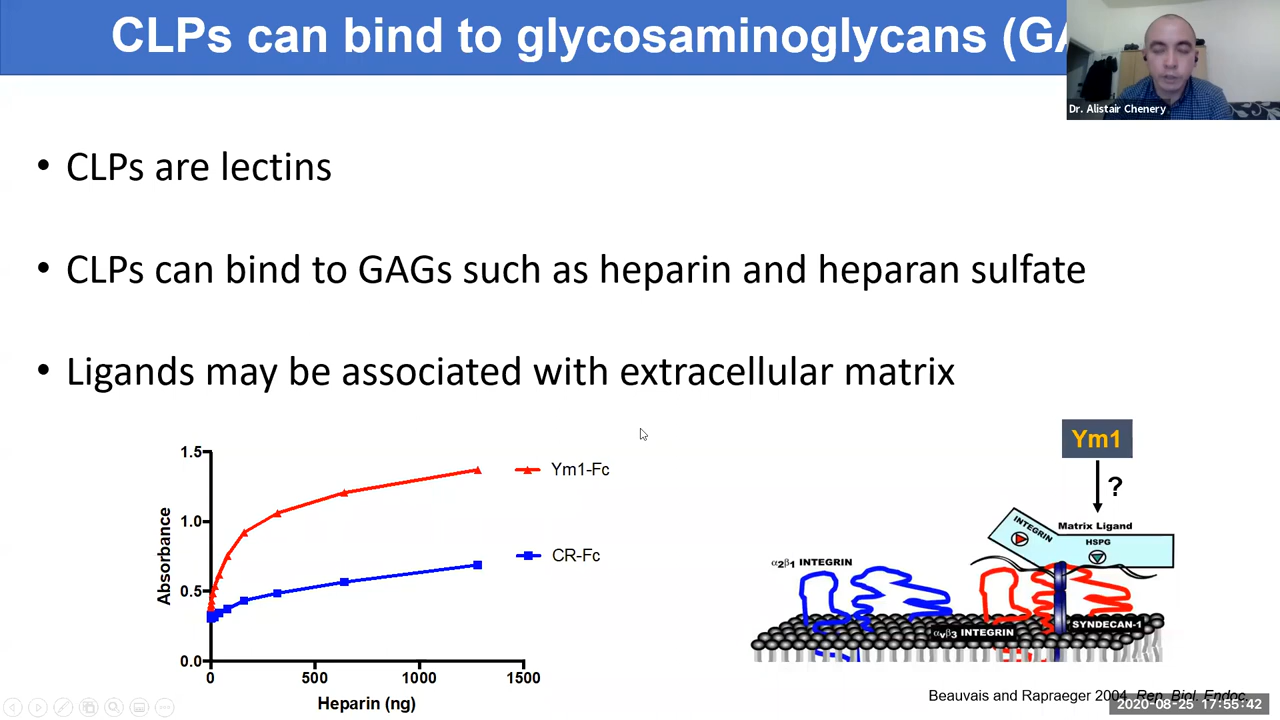 CLPs can bind to glycosaminoglycans (GA
Dr. Alistair Chenery
• CLPs are lectins
• CLPs can bind to GAGs such as heparin and heparan sulfate
• Ligands may be associated with extracellular matrix
1.5
1.0
0.5
0.0
Absorbance
0 500 1000 1500
Heparin (ng)
Ym1-Fc
CR-Fc
Ym1
?
INTEGRIN
Matrix Ligand
HSPG
α2β1 INTEGRIN
αvβ3 INTEGRIN
SYNDECAN-1
Beauvais and Rapraeger 2004. Rep. Biol. Endoc.
2020-08-25 17:55:42